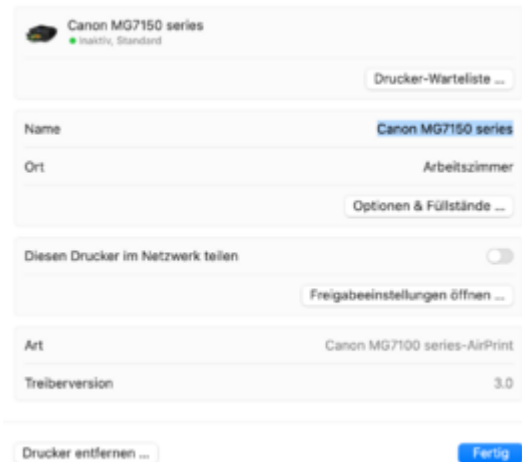 Canon MG7150 series
Inaktiv, Standard
Drucker-Warteliste ...
Name Canon MG7150 series
Ort Arbeitszimmer
Optionen & Füllstände ...
Diesen Drucker im Netzwerk teilen
Freigabeeinstellungen öffnen ...
Art Canon MG7100 series-AirPrint
Treiberversion 3.0
Drucker entfernen ... Fertig